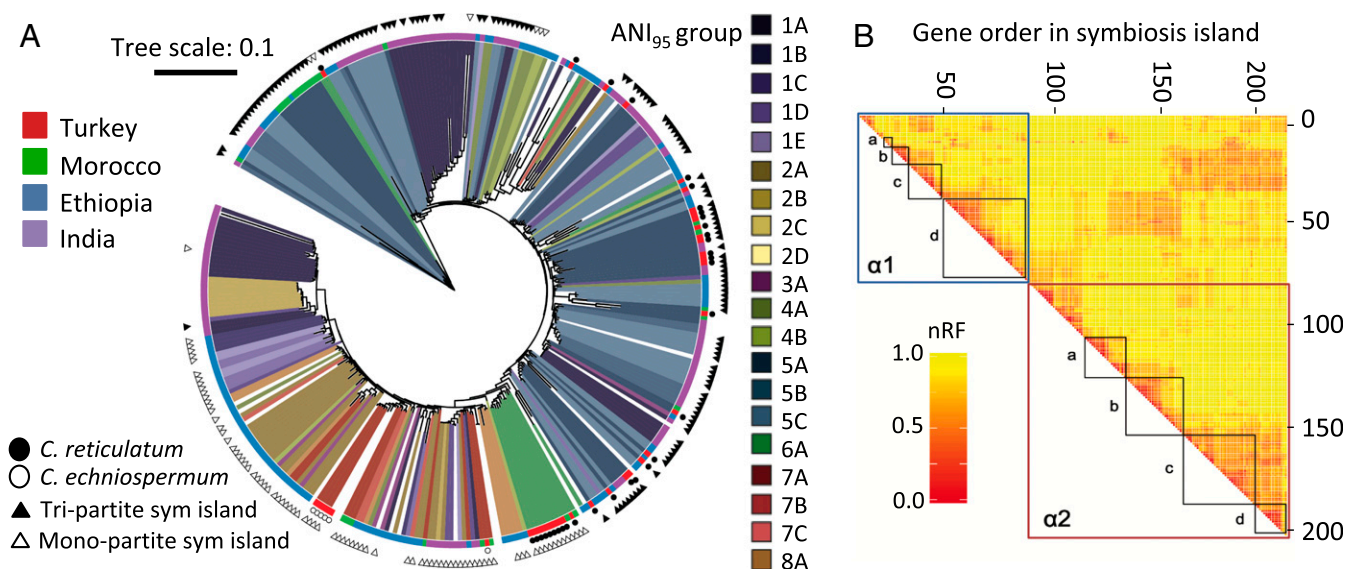 A
Tree scale: 0.1
Turkey
Morocco
Ethiopia
India
C. reticulatum
C. echniospermum
Tri-partite sym island
Mono-partite sym island
ANI95 group
1A
1B
1C
1D
1E
2A
2B
2C
2D
3A
4A
4B
5A
5B
5C
6A
7A
7B
7C
8A
B
Gene order in symbiosis island
50
100
150
200
0
50
100
150
200
a
b
c
d
α1
a
b
c
d
α2
nRF
1.0
0.5
0.0